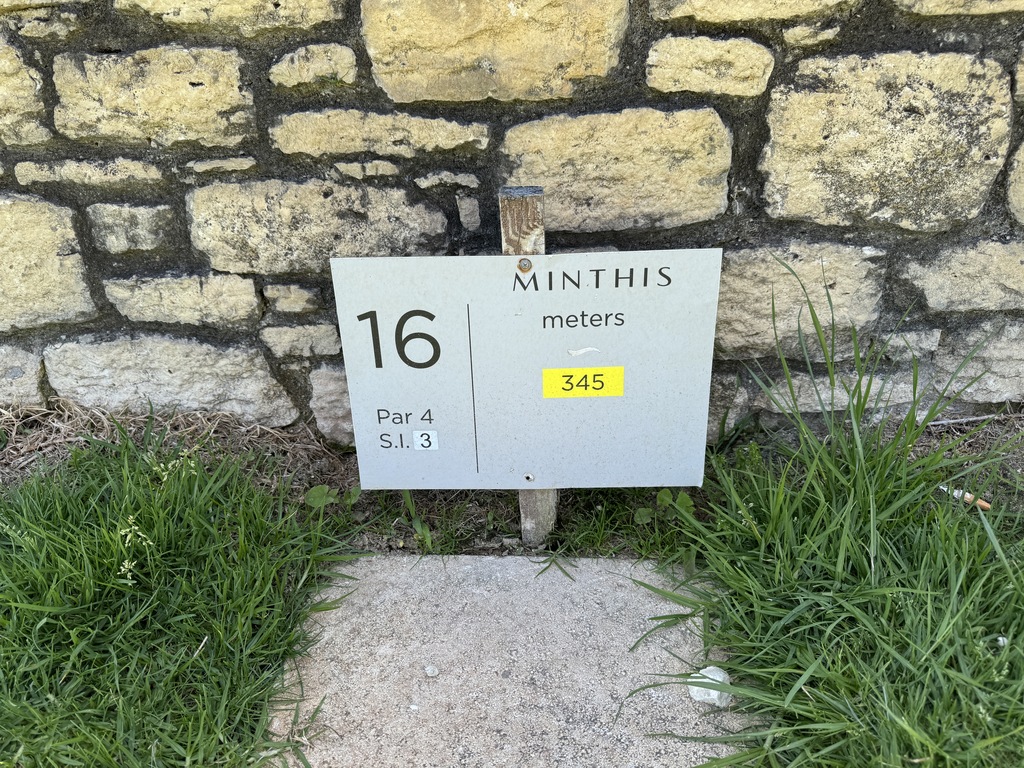 16
Par 4
S.I. 3
MINTHIS
meters
345